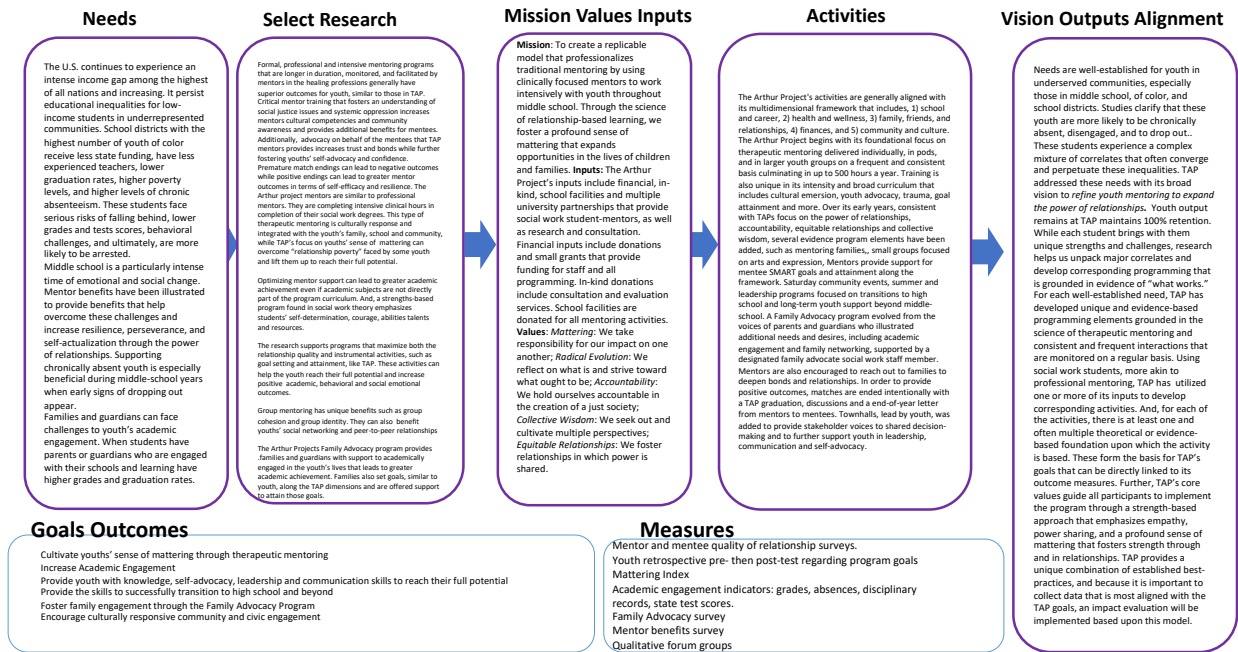 Needs
The U.S. continues to experience an
intense income gap among the highest
of all nations and increasing. It persist
educational inequalities for low-
income students in underrepresented
communities. School districts with the
highest number of youth of color
receive less state funding, have less
experienced teachers, lower
graduation rates, higher poverty
levels, and higher levels of chronic
absenteeism. These students face
serious risks of falling behind, lower
grades and tests scores, behavioral
challenges, and ultimately, are more
likely to be arrested.
Middle school is a particularly intense
time of emotional and social change.
Mentor benefits have been illustrated
to provide benefits that help
overcome these challenges and
increase resilience, perseverance, and
self-actualization through the power
of relationships. Supporting
chronically absent youth is especially
beneficial during middle-school years
when early signs of dropping out
appear.
Families and guardians can face
challenges to youth's academic
engagement. When students have
parents or guardians who are engaged
with their schools and learning have
higher grades and graduation rates.
Select Research
Formal, professional and intensive mentoring programs
that are longer in duration, monitored, and facilitated by
mentors in the healing professions generally have
superior outcomes for youth, similar to those in TAP.
Critical mentor training that fosters an understanding of
social justice issues and systemic oppression increases
mentors cultural competencies and community
awareness and provides additional benefits for mentees.
Additionally, advocacy on behalf of the mentees that TAP
mentors provides increases trust and bonds while further
fostering youths' self-advocacy and confidence.
Premature match endings can lead to negative outcomes
while positive endings can lead to greater mentor
outcomes in terms of self-efficacy and resilience. The
Arthur project mentors are similar to professional
mentors. They are completing intensive clinical hours in
completion of their social work degrees. This type of
therapeutic mentoring is culturally response and
integrated with the youth's family, school and community,
while TAP's focus on youths' sense of mattering can
overcome "relationship poverty" faced by some youth
and lift them up to reach their full potential.
Optimizing mentor support can lead to greater academic
achievement even if academic subjects are not directly
part of the program curriculum. And, a strengths-based
program found in social work theory emphasizes
students' self-determination, courage, abilities talents
and resources.
The research supports programs that maximize both the
relationship quality and instrumental activities, such as
goal setting and attainment, like TAP. These activities can
help the youth reach their full potential and increase
positive academic, behavioral and social emotional
outcomes.
Group mentoring has unique benefits such as group
cohesion and group identity. They can also benefit
youths' social networking and peer-to-peer relationships
The Arthur Projects Family Advocacy program provides
.families and guardians with support to academically
engaged in the youth's lives that leads to greater
academic achievement. Families also set goals, similar to
youth, along the TAP dimensions and are offered support
to attain those goals.
Mission Values Inputs
Mission: To create a replicable
model that professionalizes
traditional mentoring by using
clinically focused mentors to work
intensively with youth throughout
middle school. Through the science
of relationship-based learning, we
foster a profound sense of
mattering that expands
opportunities in the lives of children
and families. Inputs: The Arthur
Project's inputs include financial, in-
kind, school facilities and multiple
university partnerships that provide
social work student-mentors, as well
as research and consultation.
Financial inputs include donations
and small grants that provide
funding for staff and all
programming. In-kind donations
include consultation and evaluation
services. School facilities are
donated for all mentoring activities.
Values: Mattering: We take
responsibility for our impact on one
another; Radical Evolution: We
reflect on what is and strive toward
what ought to be; Accountability:
We hold ourselves accountable in
the creation of a just society;
Collective Wisdom: We seek out and
cultivate multiple perspectives;
Equitable Relationships: We foster
relationships in which power is
shared.
Activities
The Arthur Project's activities are generally aligned with
its multidimensional framework that includes, 1) school
and career, 2) health and wellness, 3) family, friends, and
relationships, 4) finances, and 5) community and culture.
The Arthur Project begins with its foundational focus on
therapeutic mentoring delivered individually, in pods,
and in larger youth groups on a frequent and consistent
basis culminating in up to 500 hours a year. Training is
also unique in its intensity and broad curriculum that
includes cultural emersion, youth advocacy, trauma, goal
attainment and more. Over its early years, consistent
with TAPs focus on the power of relationships,
accountability, equitable relationships and collective
wisdom, several evidence program elements have been
added, such as mentoring families,, small groups focused
on arts and expression, Mentors provide support for
mentee SMART goals and attainment along the
framework. Saturday community events, summer and
leadership programs focused on transitions to high
school and long-term youth support beyond middle-
school. A Family Advocacy program evolved from the
voices of parents and guardians who illustrated
additional needs and desires, including academic
engagement and family networking, supported by a
designated family advocate social work staff member.
Mentors are also encouraged to reach out to families to
deepen bonds and relationships. In order to provide
positive outcomes, matches are ended intentionally with
a TAP graduation, discussions and a end-of-year letter
from mentors to mentees. Townhalls, lead by youth, was
added to provide stakeholder voices to shared decision-
making and to further support youth in leadership,
communication and self-advocacy.
Vision Outputs Alignment
Needs are well-established for youth in
underserved communities, especially
those in middle school, of color, and
school districts. Studies clarify that these
youth are more likely to be chronically
absent, disengaged, and to drop out..
These students experience a complex
mixture of correlates that often converge
and perpetuate these needs. TAP
addressed these needs with its broad
vision to refine youth mentoring to expand
the power of relationships. Youth output
remains at TAP maintains 100% retention.
While each student brings with them
unique strengths and challenges, research
helps us unpack major correlates and
develop corresponding programming that
is grounded in evidence of "what works."
For each well-established need, TAP has
developed unique and evidence-based
programming elements grounded in the
science of therapeutic mentoring and
consistent and frequent interactions that
are monitored on a regular basis. Using
social work students, more akin to
professional mentoring, TAP has utilized
one or more of its inputs to develop
corresponding activities. And, for each of
the activities, there is at least one and
often multiple theoretical or evidence-
based foundation upon which the activity
is based. These form the basis for TAP's
goals that can be directly linked to its
outcome measures. Further, TAP's core
values guide all participants to implement
the program through a strength-based
approach that emphasizes empathy,
power sharing, and a profound sense of
mattering that fosters strength through
and in relationships. TAP provides a
unique combination of established best-
practices, and because it is important to
collect data that is most aligned with the
TAP goals, an impact evaluation will be
implemented based upon this model.
Goals Outcomes
Cultivate youths' sense of mattering through therapeutic mentoring
Increase Academic Engagement
Provide youth with knowledge, self-advocacy, leadership and communication skills to reach their full potential
Provide the skills to successfully transition to high school and beyond
Foster family engagement through the Family Advocacy Program
Encourage culturally responsive community and civic engagement
Measures
Mentor and mentee quality of relationship surveys.
Youth retrospective pre- then post-test regarding program goals
Mattering Index
Academic engagement indicators: grades, absences, disciplinary
records, state test scores.
Family Advocacy survey
Mentor benefits survey
Qualitative forum groups